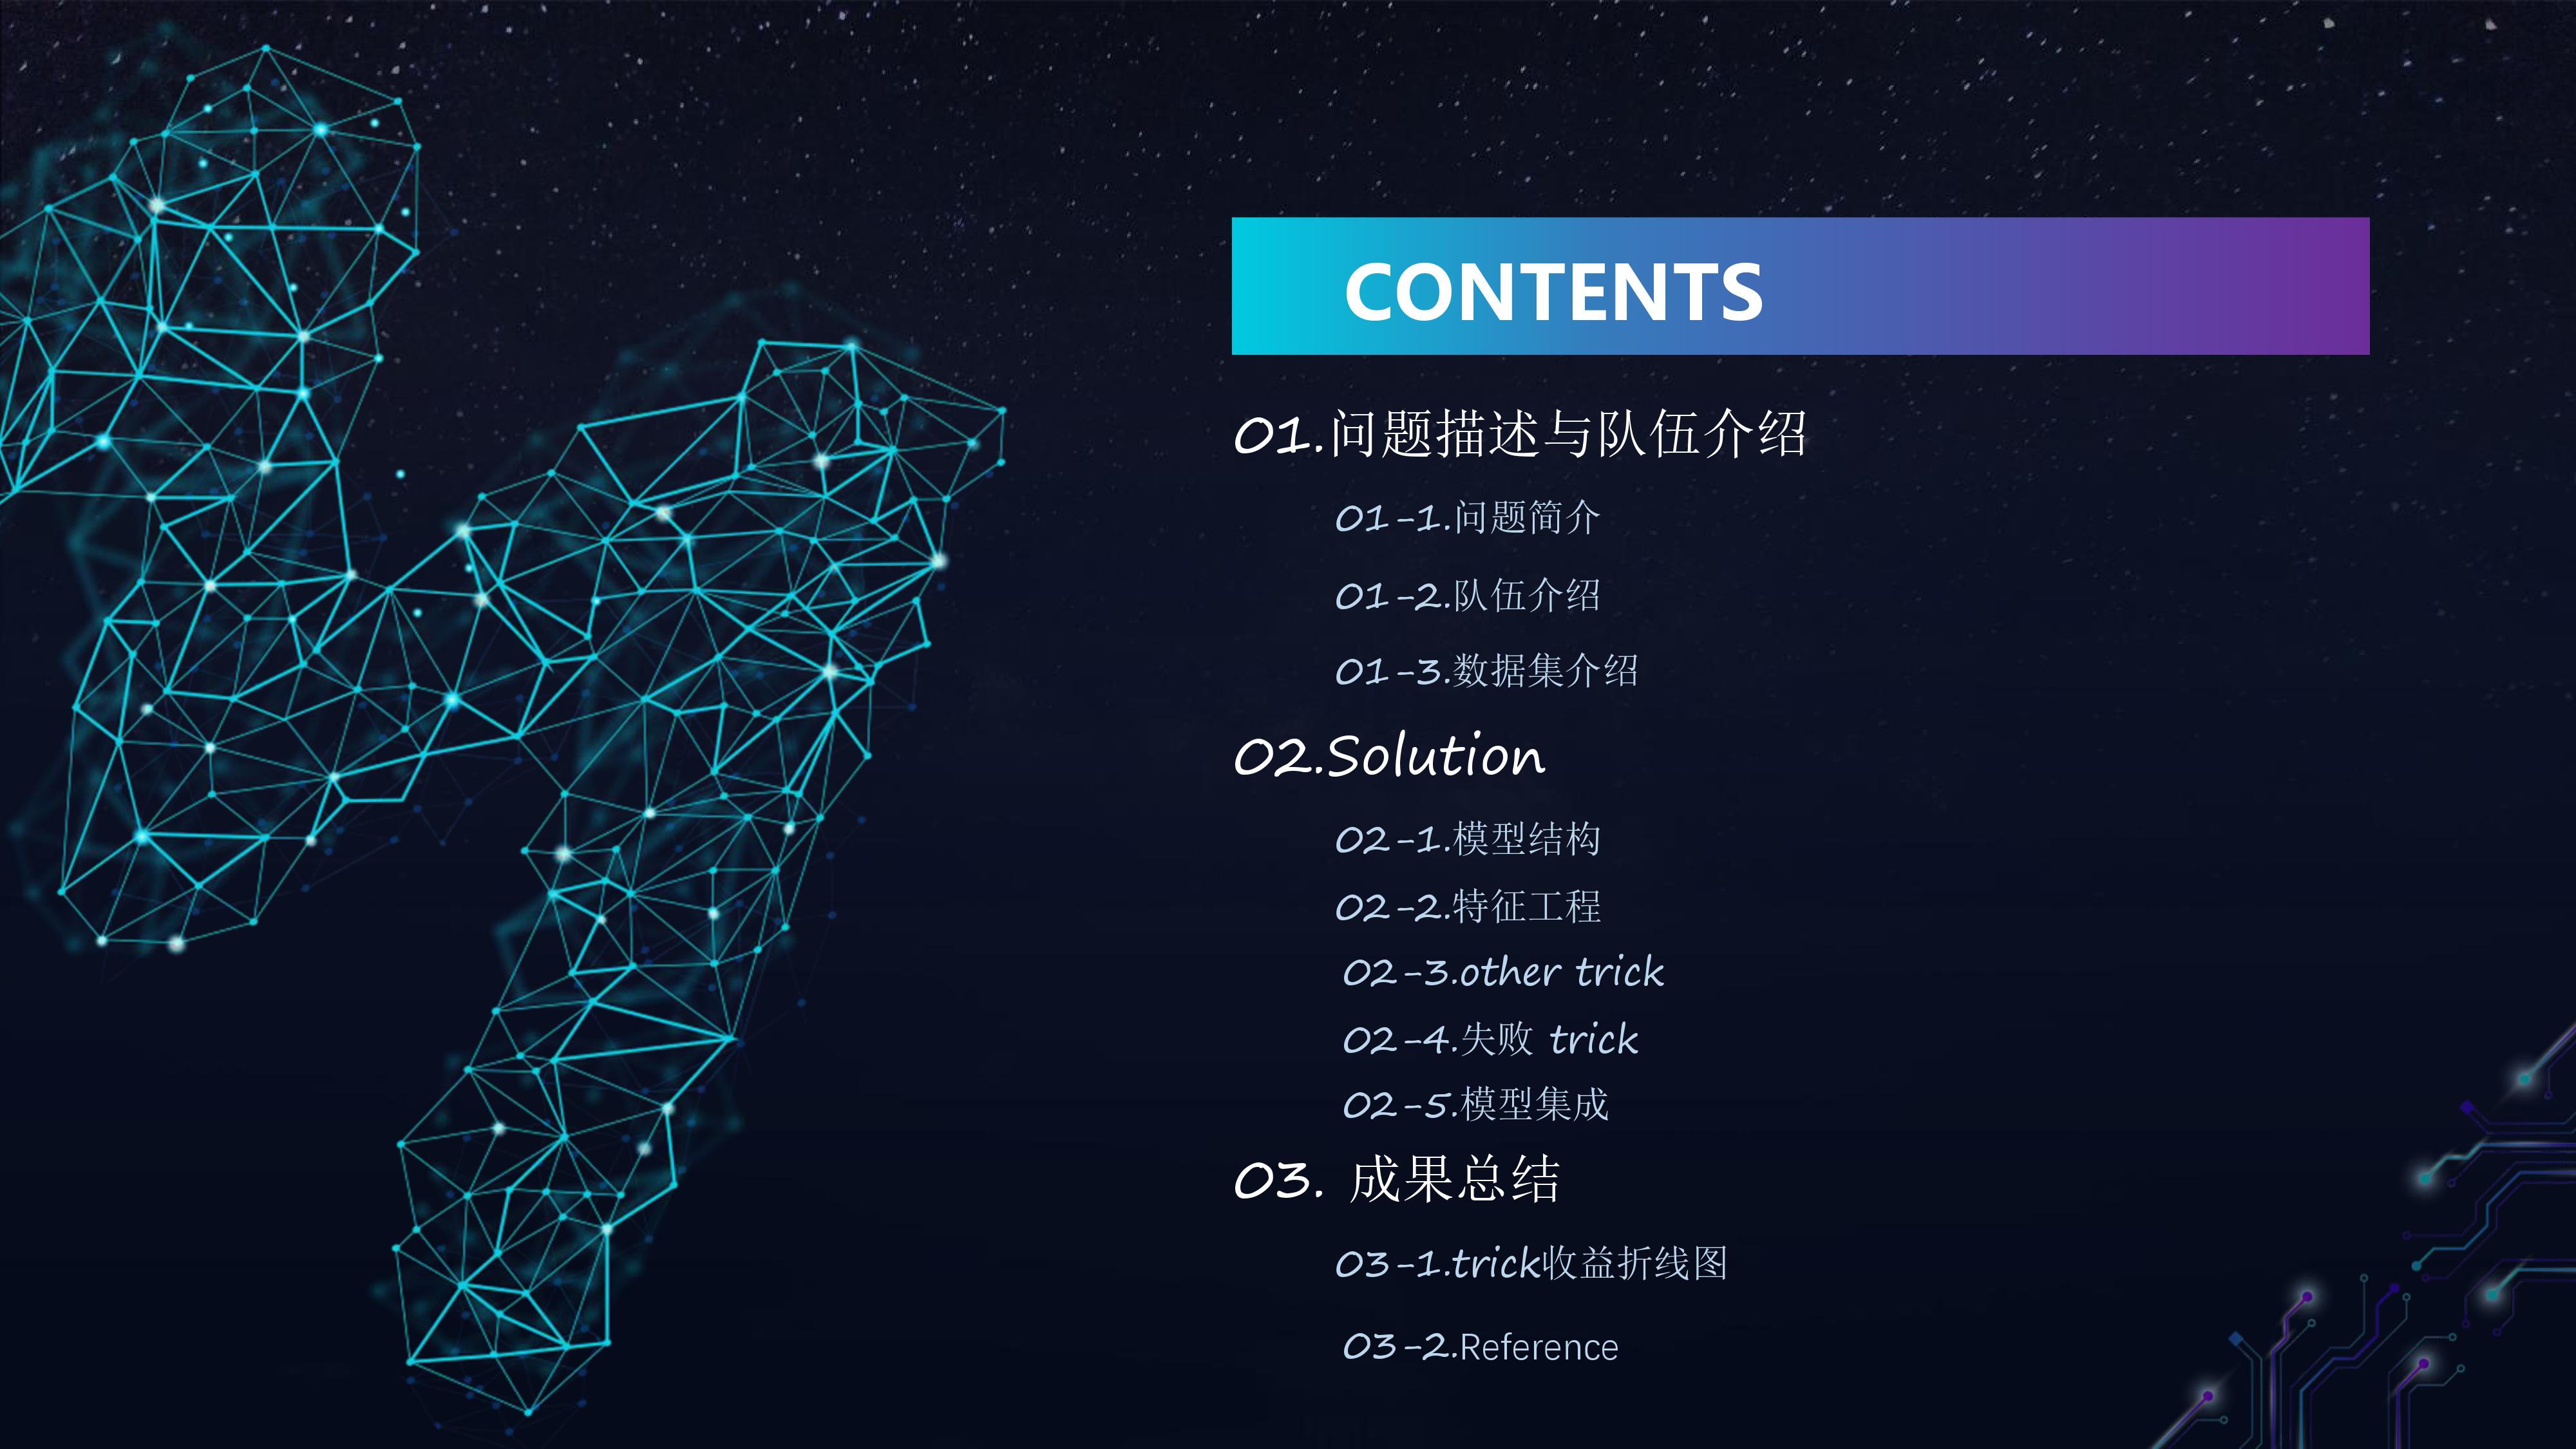 CONTENTS
01.问题描述与队伍介绍
01-1.问题简介
01-2.队伍介绍
01-3.数据集介绍
02.Solution
02-1.模型结构
02-2.特征工程
02-3.other trick
02-4.失败 trick
02-5.模型集成
03. 成果总结
03-1.trick收益折线图
03-2.Reference